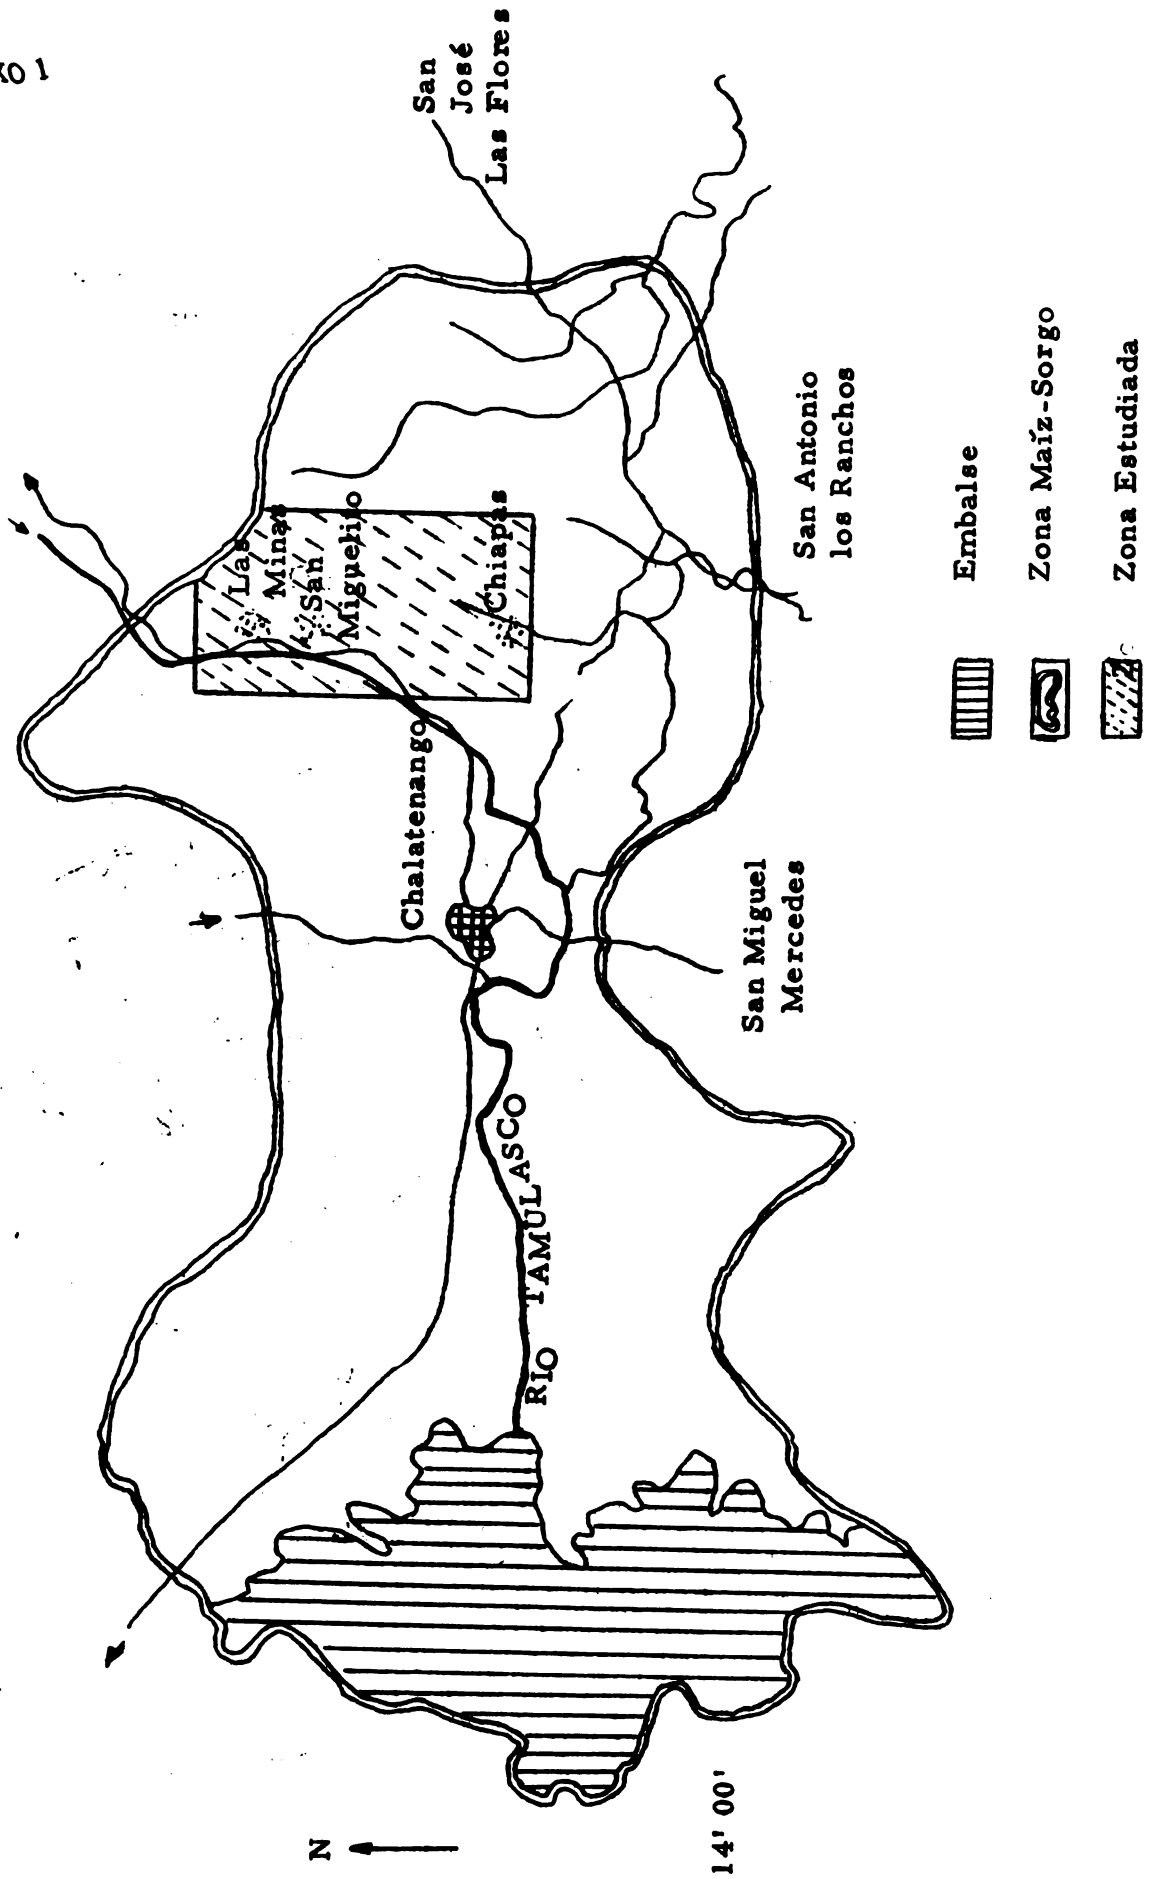 San
José
Las Flores
Las
Minas
San
Miguelito
Chiapas
Chalatenango
San Antonio
los Ranchos
San Miguel
Mercedes
RIO TAMULASCO
N
14' 00'
Embalse
Zona Maíz-Sorgo
Zona Estudiada